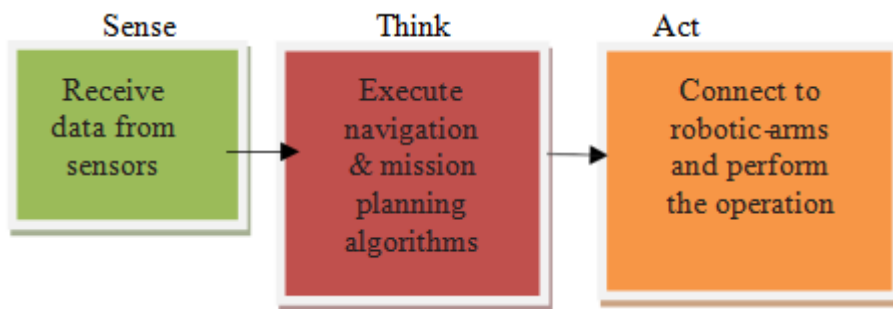 Sense
Think
Act
Receive
data from
sensors
Execute
navigation
& mission
planning
algorithms
Connect to
robotic-arms
and perform
the operation